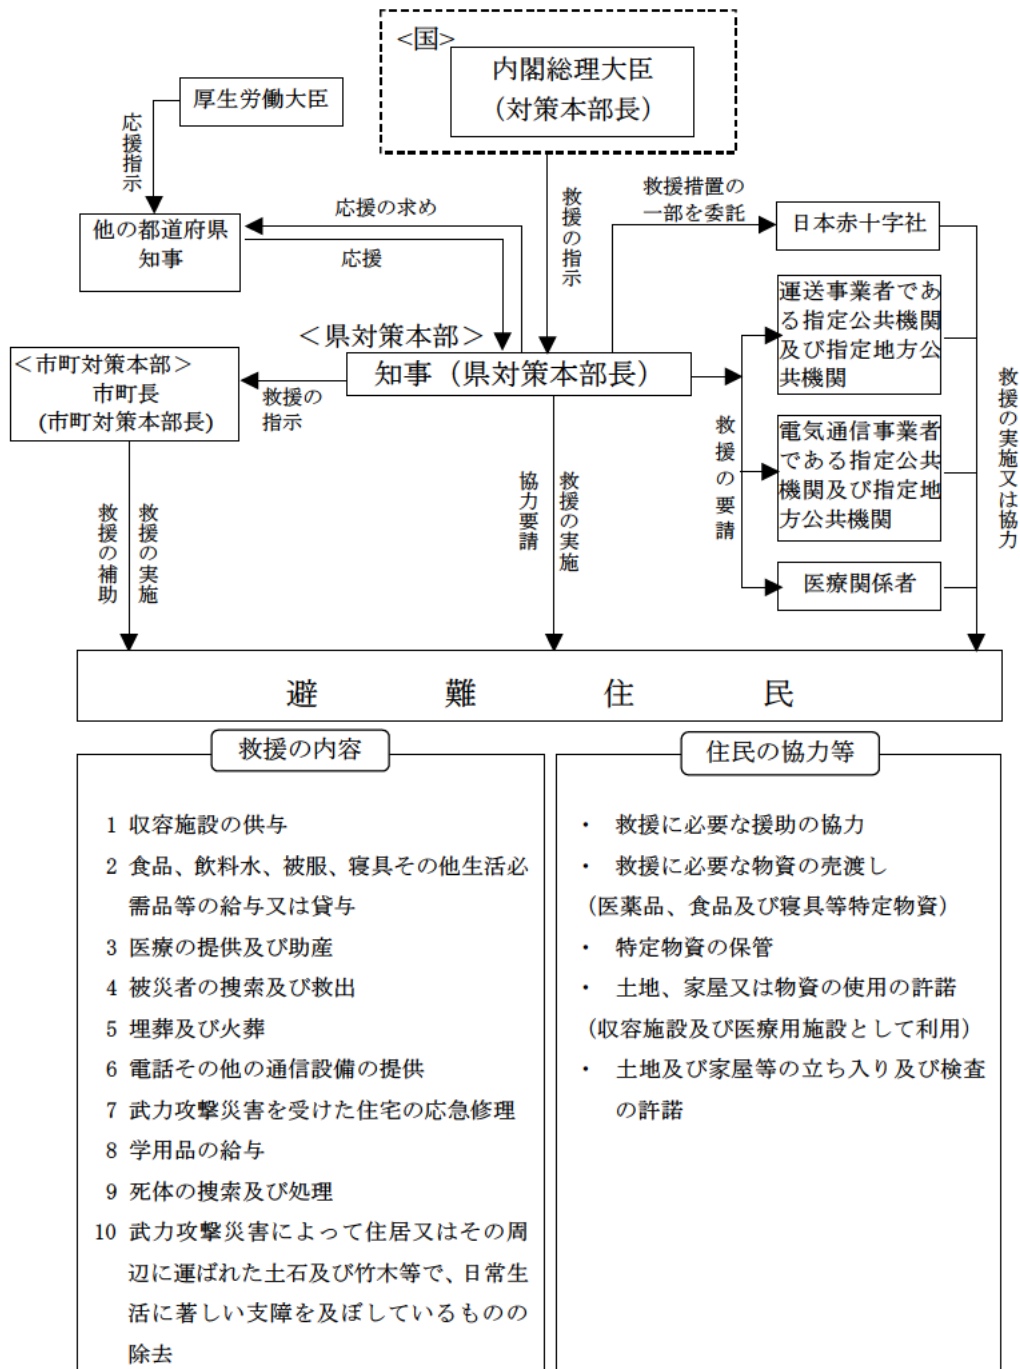 <国>
内閣総理大臣
（対策本部長）
厚生労働大臣
応援指示
他の都道府県
知事
応援の求め
応援
救援の指示
救援措置の
一部を委託
日本赤十字社
運送事業者であ
る指定公共機関
及び指定地方公
共機関
＜県対策本部＞
知事（県対策本部長）
＜市町対策本部＞
市町長
(市町対策本部長)
救援の
指示
救援の要請
電気通信事業者
である指定公共
機関及び指定地
方公共機関
医療関係者
救援の実施又は協力
救援の補助
救援の実施
協力要請
救援の実施
避難住民
救援の内容
1 収容施設の供与
2 食品、飲料水、被服、寝具その他生活必
需品等の給与又は貸与
3 医療の提供及び助産
4 被災者の捜索及び救出
5 埋葬及び火葬
6 電話その他の通信設備の提供
7 武力攻撃災害を受けた住宅の応急修理
8 学用品の給与
9 死体の捜索及び処理
10 武力攻撃災害によって住居又はその周
辺に運ばれた土石及び竹木等で、日常生
活に著しい支障を及ぼしているものの
除去
住民の協力等
・ 救援に必要な援助の協力
・ 救援に必要な物資の売渡し
（医薬品、食品及び寝具等特定物資）
・ 特定物資の保管
・ 土地、家屋又は物資の使用の許諾
（収容施設及び医療用施設として利用）
・ 土地及び家屋等の立ち入り及び検査
の許諾